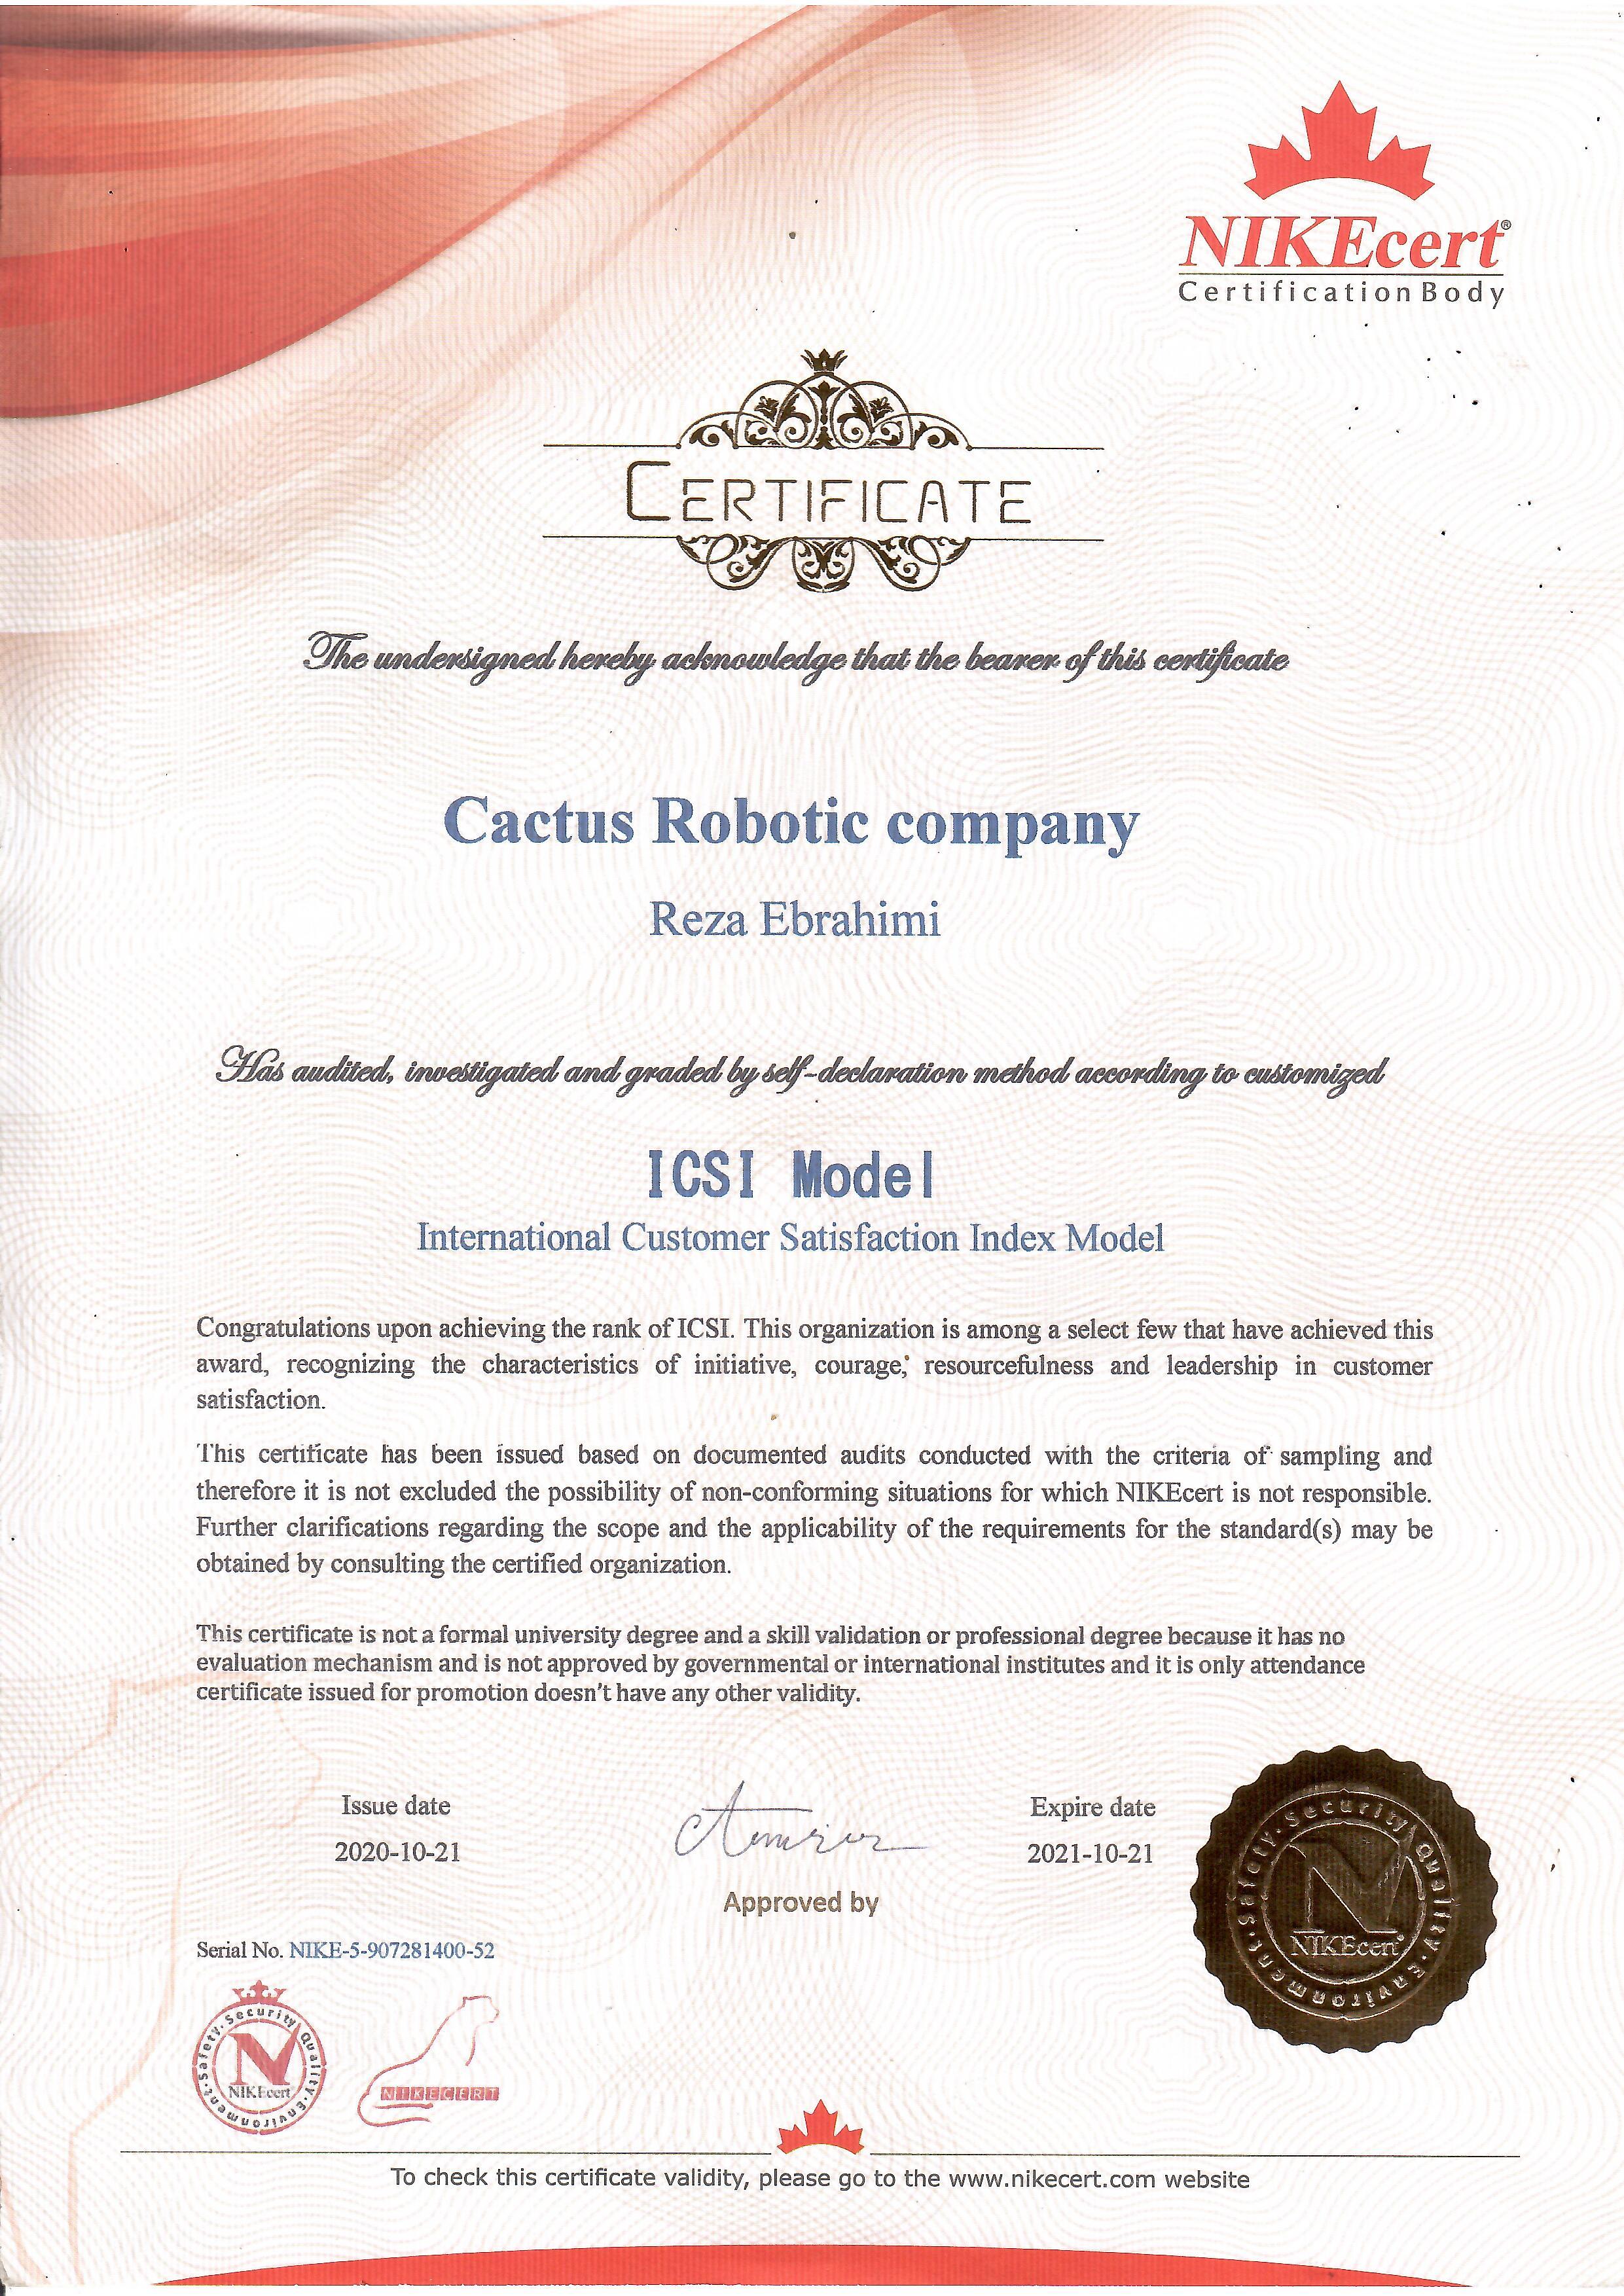 NIKEcert®
Certification Body
CERTIFICATE
The undersigned hereby acknowledge that the bearer of this certificate
Cactus Robotic company
Reza Ebrahimi
Has audited, investigated and graded by self-declaration method according to customized
ICSI Model
International Customer Satisfaction Index Model
Congratulations upon achieving the rank of ICSI. This organization is among a select few that have achieved this
award, recognizing the characteristics of initiative, courage, resourcefulness and leadership in customer
satisfaction.
This certificate has been issued based on documented audits conducted with the criteria of sampling and
therefore it is not excluded the possibility of non-conforming situations for which NIKEcert is not responsible.
Further clarifications regarding the scope and the applicability of the requirements for the standard(s) may be
obtained by consulting the certified organization.
This certificate is not a formal university degree and a skill validation or professional degree because it has no
evaluation mechanism and is not approved by governmental or international institutes and it is only attendance
certificate issued for promotion doesn't have any other validity.
Issue date
2020-10-21
Approved by
Expire date
2021-10-21
Safety · Security · Quality · Environment ·
NIKEcert
Serial No. NIKE-5-907281400-52
Safety · Security · Quality · Environment ·
N
NIKEcert
NIKECERT
To check this certificate validity, please go to the www.nikecert.com website